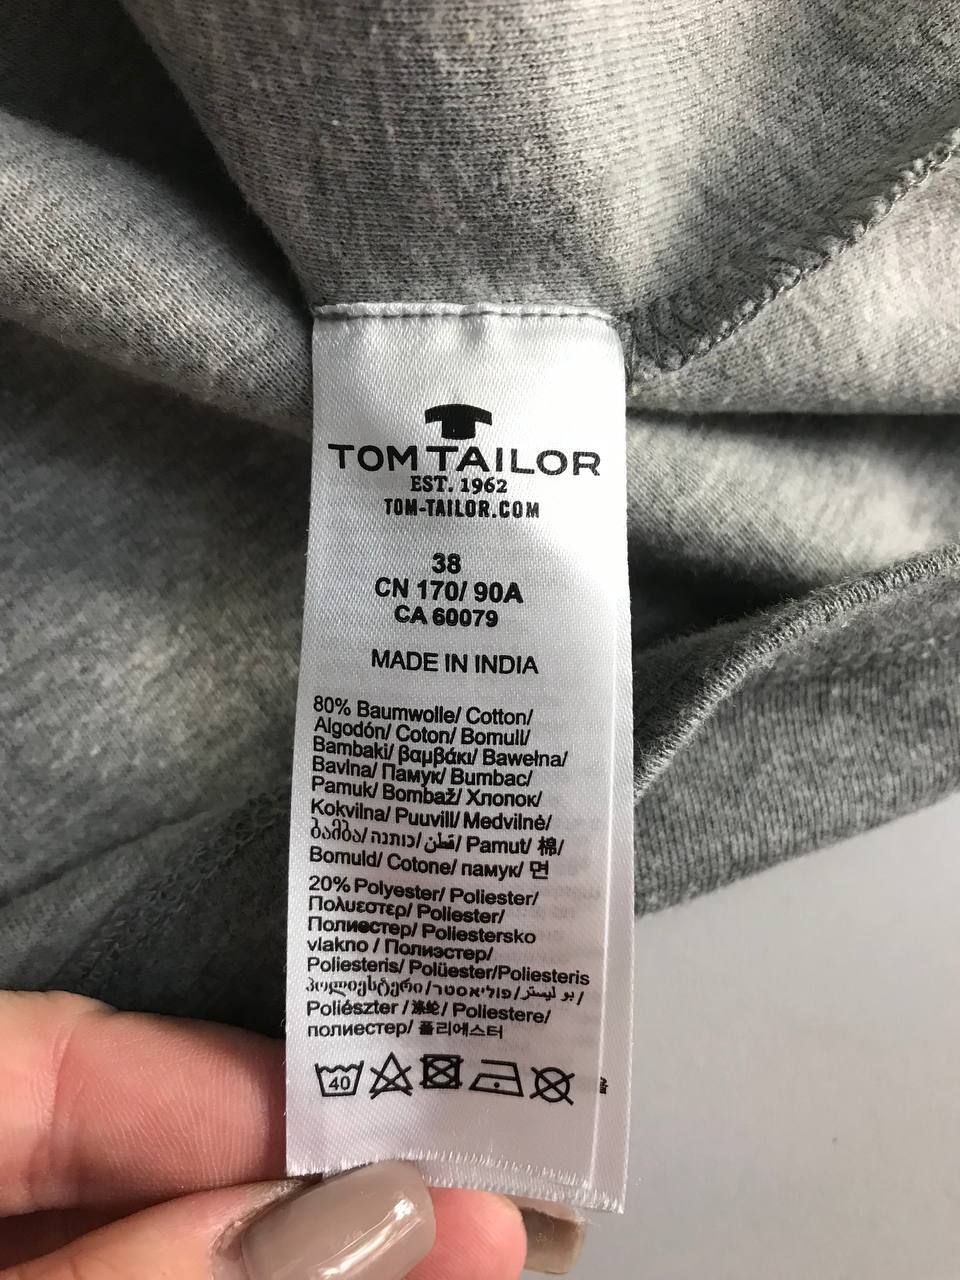 TOM TAILOR
EST. 1962
TOM-TAILOR.COM
38
CN 170/ 90A
CA 60079
MADE IN INDIA
80% Baumwolle/ Cotton/
Algodón/ Coton/ Bomull/
Bambaki/ βαμβάκι/ Bawełna/
Bavlna/ Памук/ Bumbac/
Pamuk/ Bombaž/ Хлопок/
Kokvilna/ Puuvill/ Medvilnė/
ბამბა/ כותנה/ قطن/ Pamut/ 棉/
Bomuld/ Cotone/ памук/ 면
20% Polyester/ Poliester/
Πολυεστερ/ Poliester/
Полиестер/ Poliestersko
vlakno / Полиэстер/
Poliesteris/ Polüester/Poliesteris
პოლიესტერი/פוליאסטר/بو ليستر/
Poliészter /涤纶/ Poliestere/
полиестер/ 폴리에스터
40